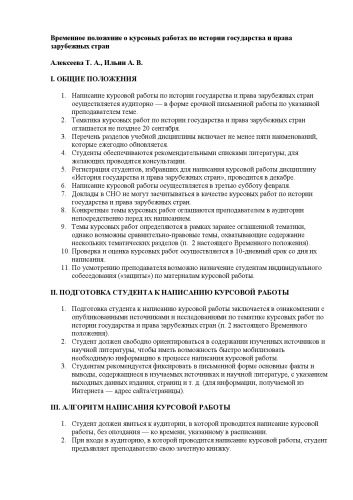 Временное положение о курсовых работах по истории государства и права
зарубежных стран
Алексеева Т. А., Ильин А. В.
I. ОБЩИЕ ПОЛОЖЕНИЯ
1. Написание курсовой работы по истории государства и права зарубежных стран
осуществляется аудиторно — в форме срочной письменной работы по указанной
преподавателем теме.
2. Тематика курсовых работ по истории государства и права зарубежных стран
оглашается не позднее 20 сентября.
3. Перечень разделов учебной дисциплины включает не менее пяти наименований,
которые ежегодно обновляется.
4. Студенты обеспечиваются рекомендательными списками литературы, для
желающих проводятся консультации.
5. Регистрация студентов, избравших для написания курсовой работы дисциплину
«История государства и права зарубежных стран», проводится в декабре.
6. Написание курсовой работы осуществляется в третью субботу февраля.
7. Доклады в СНО не могут засчитываться в качестве курсовых работ по истории
государства и права зарубежных стран.
8. Конкретные темы курсовых работ оглашаются преподавателем в аудитории
непосредственно перед их написанием.
9. Темы курсовых работ определяются в рамках заранее оглашенной тематики,
однако возможны сравнительно-правовые темы, охватывающие содержание
нескольких тематических разделов (п. 2 настоящего Временного положения).
10. Проверка и оценка курсовых работ осуществляется в 10-дневный срок со дня их
написания.
11. По усмотрению преподавателя возможно назначение студентам индивидуального
собеседования («защиты») по материалам курсовой работы.
II. ПОДГОТОВКА СТУДЕНТА К НАПИСАНИЮ КУРСОВОЙ РАБОТЫ
1. Подготовка студента к написанию курсовой работы заключается в ознакомлении с
опубликованными источниками и исследованиями по тематике курсовых работ по
истории государства и права зарубежных стран (п. 2 настоящего Временного
положения).
2. Студент должен свободно ориентироваться в содержании изученных источников и
научной литературы, чтобы иметь возможность быстро мобилизовать
необходимую информацию в процессе написания курсовой работы.
3. Студентам рекомендуется фиксировать в письменной форме основные факты и
выводы, содержащиеся в изучаемых источниках и научной литературе, с указанием
выходных данных издания, страниц и т. д. (для информации, получаемой из
Интернета — адрес сайта/страницы).
III. АЛГОРИТМ НАПИСАНИЯ КУРСОВОЙ РАБОТЫ
1. Студент должен явиться к аудитории, в которой проводится написание курсовой
работы, без опоздания — ко времени, указанному в расписании.
2. При входе в аудиторию, в которой проводится написание курсовых работ, студент
предъявляет преподавателю свою зачетную книжку.